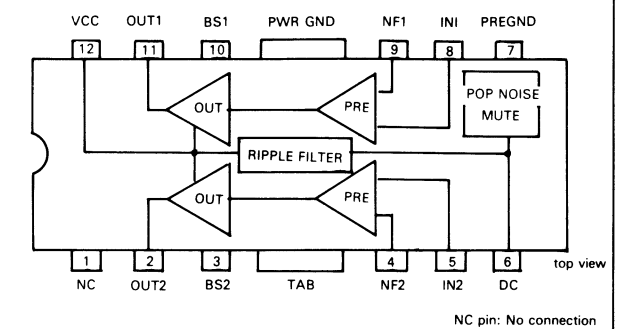 VCC OUT1 BS1 PWR GND NF1 INI PREGND
12 11 10 9 8 7
OUT PRE POP NOISE
MUTE
RIPPLE FILTER
OUT PRE
1 2 3 4 5 6 top view
NC OUT2 BS2 TAB NF2 IN2 DC
NC pin: No connection